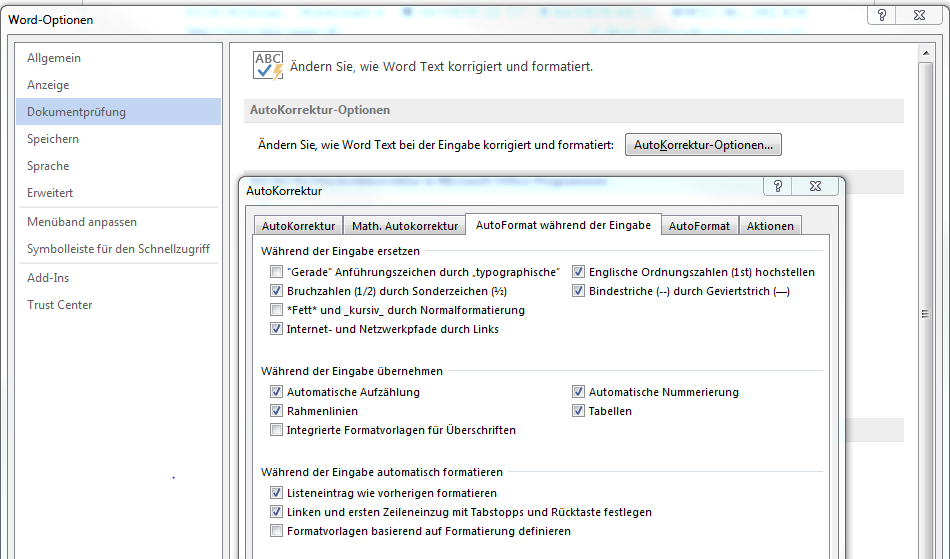 Word-Optionen
Allgemein
Anzeige
Dokumentprüfung
Speichern
Sprache
Erweitert
Menüband anpassen
Symbolleiste für den Schnellzugriff
Add-Ins
Trust Center
ABC
Ändern Sie, wie Word Text korrigiert und formatiert.
AutoKorrektur-Optionen
Ändern Sie, wie Word Text bei der Eingabe korrigiert und formatiert:
AutoKorrektur-Optionen...
AutoKorrektur
AutoKorrektur
Math. Autokorrektur
AutoFormat während der Eingabe
AutoFormat
Aktionen
Während der Eingabe ersetzen
"Gerade" Anführungszeichen durch „typographische“
Englische Ordnungszahlen (1st) hochstellen
Bruchzahlen (1/2) durch Sonderzeichen (½)
Bindestriche (--) durch Geviertstrich (—)
*Fett* und _kursiv_ durch Normalformatierung
Internet- und Netzwerkpfade durch Links
Während der Eingabe übernehmen
Automatische Aufzählung
Automatische Nummerierung
Rahmenlinien
Tabellen
Integrierte Formatvorlagen für Überschriften
Während der Eingabe automatisch formatieren
Listeneintrag wie vorherigen formatieren
Linken und ersten Zeileneinzug mit Tabstopps und Rücktaste festlegen
Formatvorlagen basierend auf Formatierung definieren